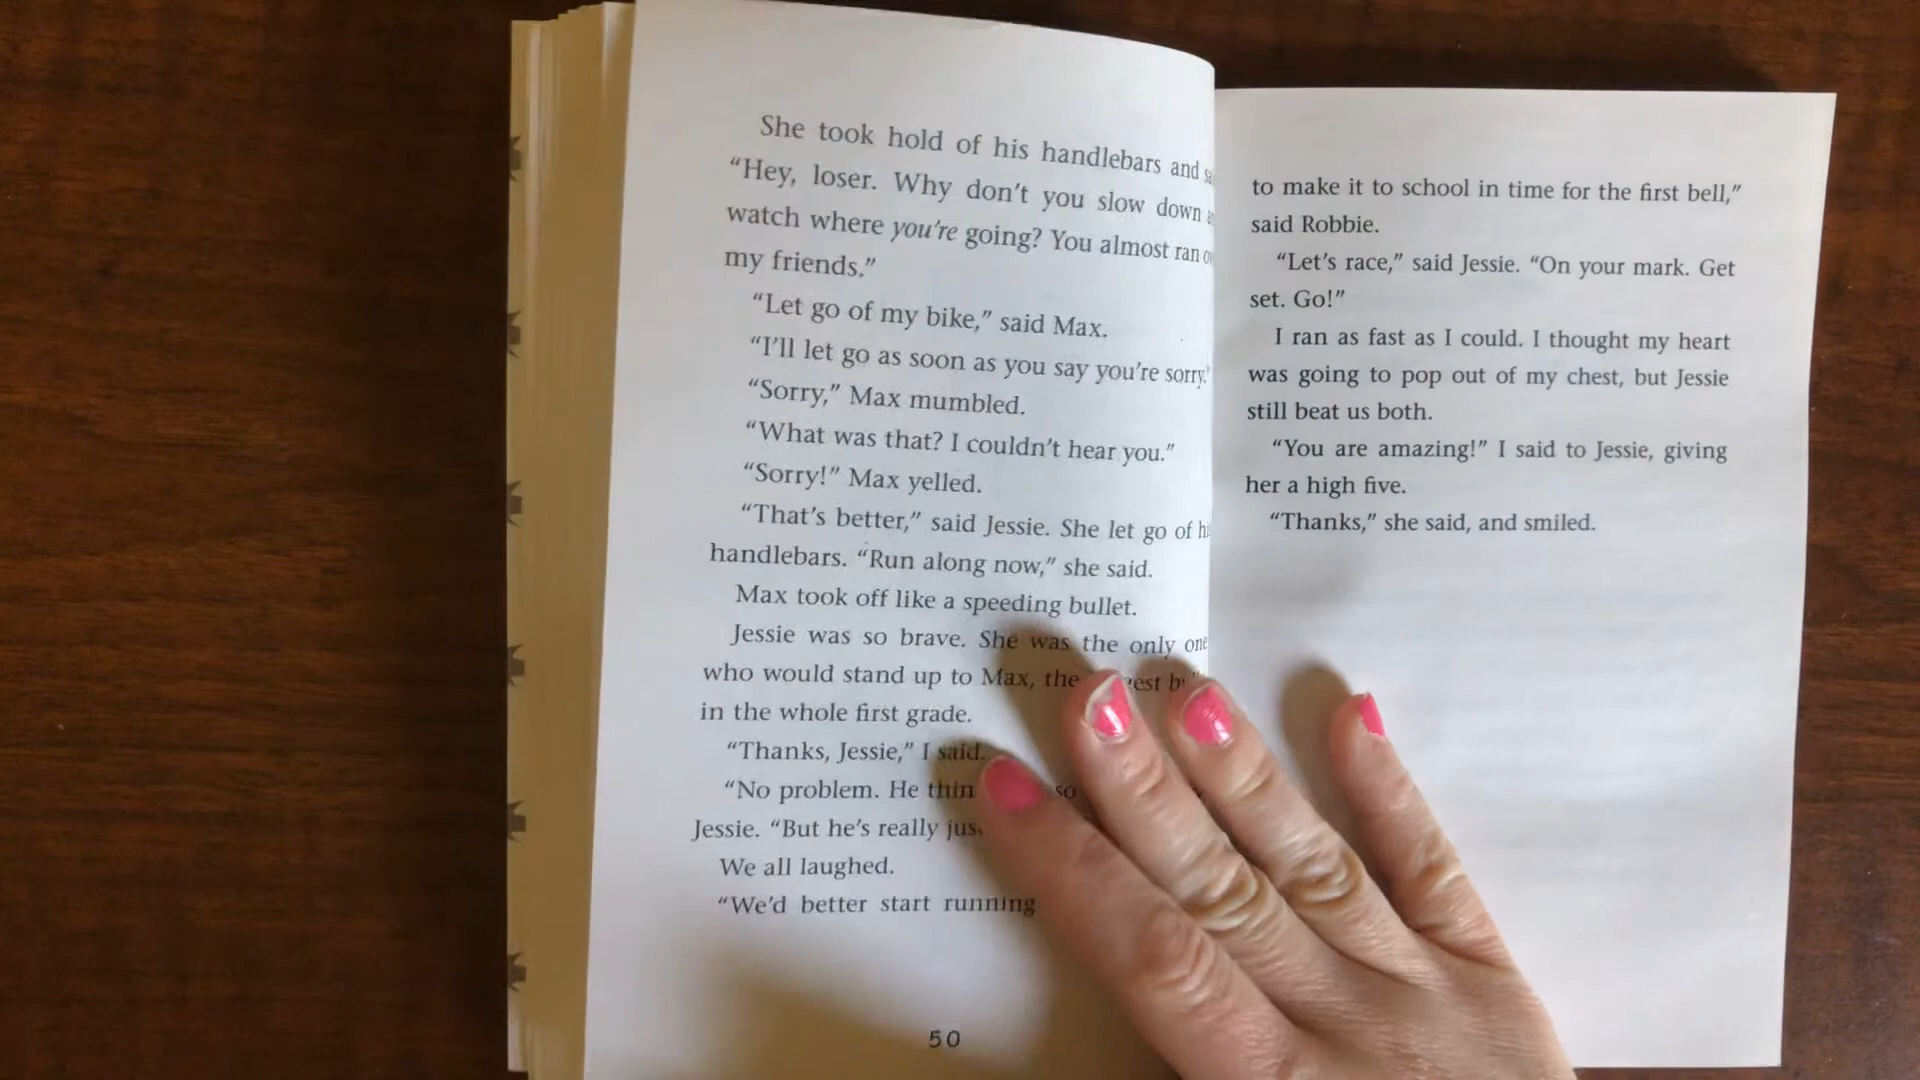 She took hold of his handlebars and
“Hey, loser. Why don’t you slow down
watch where you’re going? You almost ran
my friends.”
“Let go of my bike,” said Max.
“I’ll let go as soon as you say you’re sorry.”
“Sorry,” Max mumbled.
“What was that? I couldn’t hear you.”
“Sorry!” Max yelled.
“That’s better,” said Jessie. She let go of
handlebars. “Run along now,” she said.
Max took off like a speeding bullet.
Jessie was so brave. She was the only one
who would stand up to Max, the
in the whole first grade.
“Thanks, Jessie,” I said.
“No problem. He so
Jessie. “But he’s really
We all laughed.
“We’d better start running
50
to make it to school in time for the first bell,”
said Robbie.
“Let’s race,” said Jessie. “On your mark. Get
set. Go!”
I ran as fast as I could. I thought my heart
was going to pop out of my chest, but Jessie
still beat us both.
“You are amazing!” I said to Jessie, giving
her a high five.
“Thanks,” she said, and smiled.